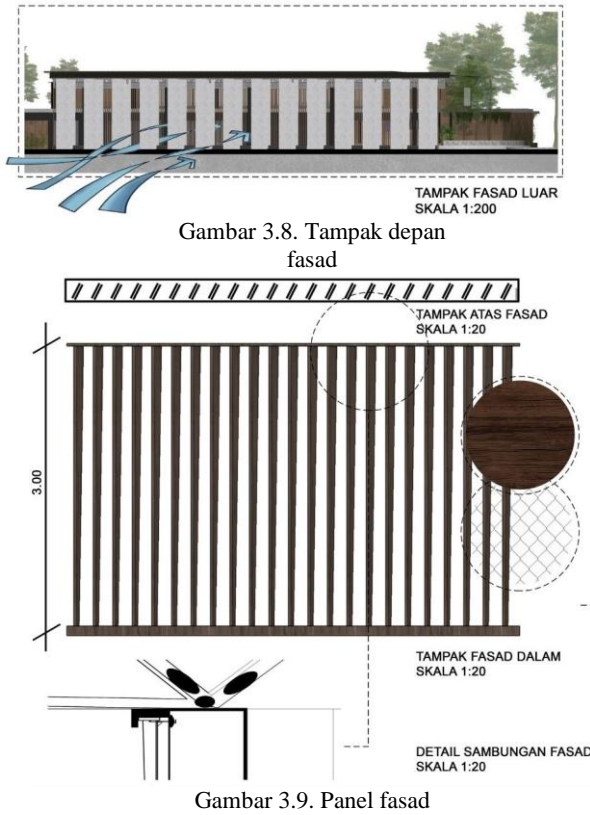 TAMPAK FASAD LUAR
SKALA 1:200
Gambar 3.8. Tampak depan
fasad
TAMPAK ATAS FASAD
SKALA 1:20
3.00
TAMPAK FASAD DALAM
SKALA 1:20
DETAIL SAMBUNGAN FASAD
SKALA 1:20
Gambar 3.9. Panel fasad